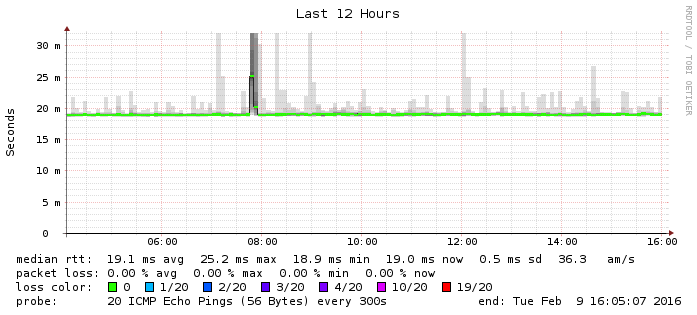 Last 12 Hours
RRDTOOL / TOBI OETIKER
Seconds
30 m
25 m
20 m
15 m
10 m
5 m
0
06:00 08:00 10:00 12:00 14:00 16:00
median rtt: 19.1 ms avg 25.2 ms max 18.9 ms min 19.0 ms now 0.5 ms sd 36.3 am/s
packet loss: 0.00 % avg 0.00 % max 0.00 % min 0.00 % now
loss color: 0 1/20 2/20 3/20 4/20 10/20 19/20
probe: 20 ICMP Echo Pings (56 Bytes) every 300s end: Tue Feb 9 16:05:07 2016